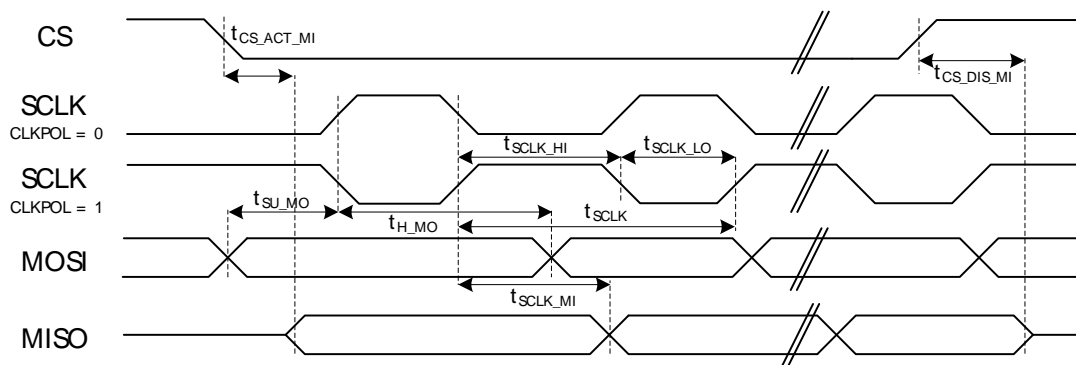 CS
tCS_ACT_MI
tCS_DIS_MI
SCLK
CLKPOL = 0
tSCLK_HI
tSCLK_LO
SCLK
CLKPOL = 1
tSU_MO
tH_MO
tSCLK
MOSI
tSCLK_MI
MISO